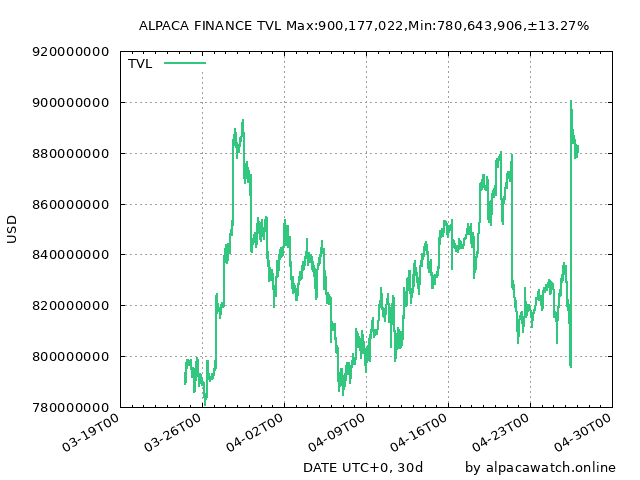 ALPACA FINANCE TVL Max:900,177,022,Min:780,643,906,±13.27%
920000000
TVL
900000000
880000000
860000000
USD
840000000
820000000
800000000
780000000
03-19T00 03-26T00 04-02T00 04-09T00 04-16T00 04-23T00 04-30T00
DATE UTC+0, 30d by alpacawatch.online